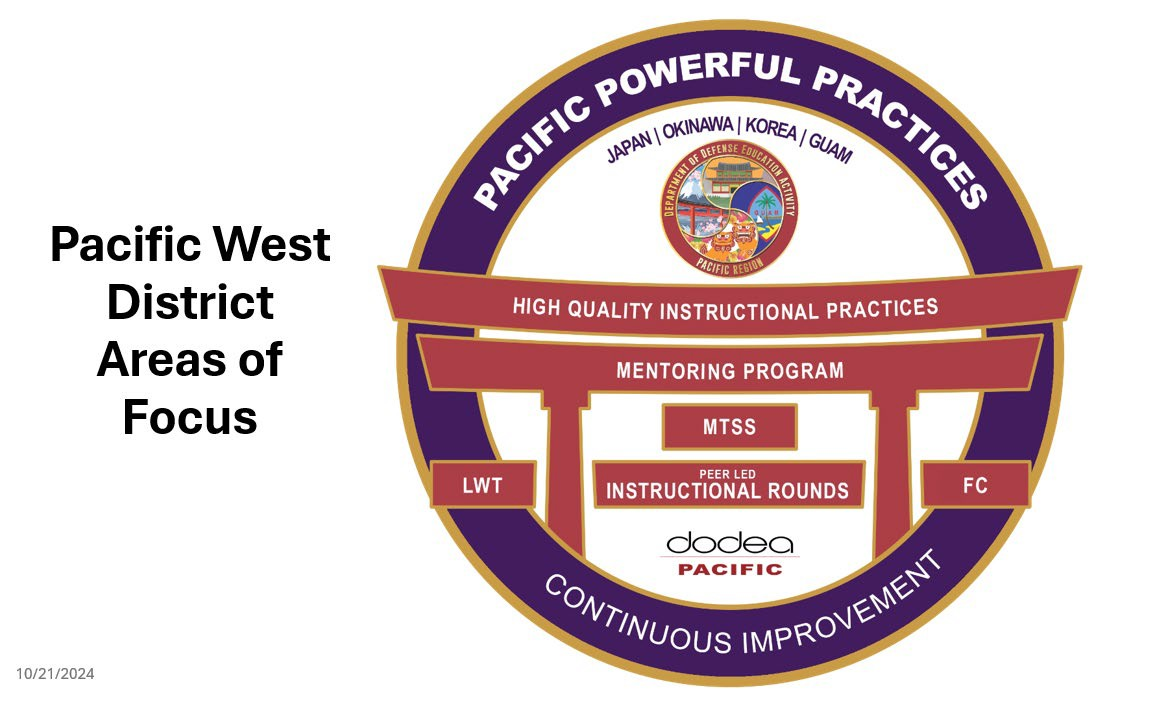 Pacific West
District
Areas of
Focus
10/21/2024
PACIFIC POWERFUL PRACTICES
JAPAN | OKINAWA | KOREA | GUAM
DEPARTMENT OF DEFENSE EDUCATION ACTIVITY
PACIFIC REGION
HIGH QUALITY INSTRUCTIONAL PRACTICES
MENTORING PROGRAM
MTSS
LWT
PEER LED
INSTRUCTIONAL ROUNDS
FC
dodea
PACIFIC
CONTINUOUS IMPROVEMENT